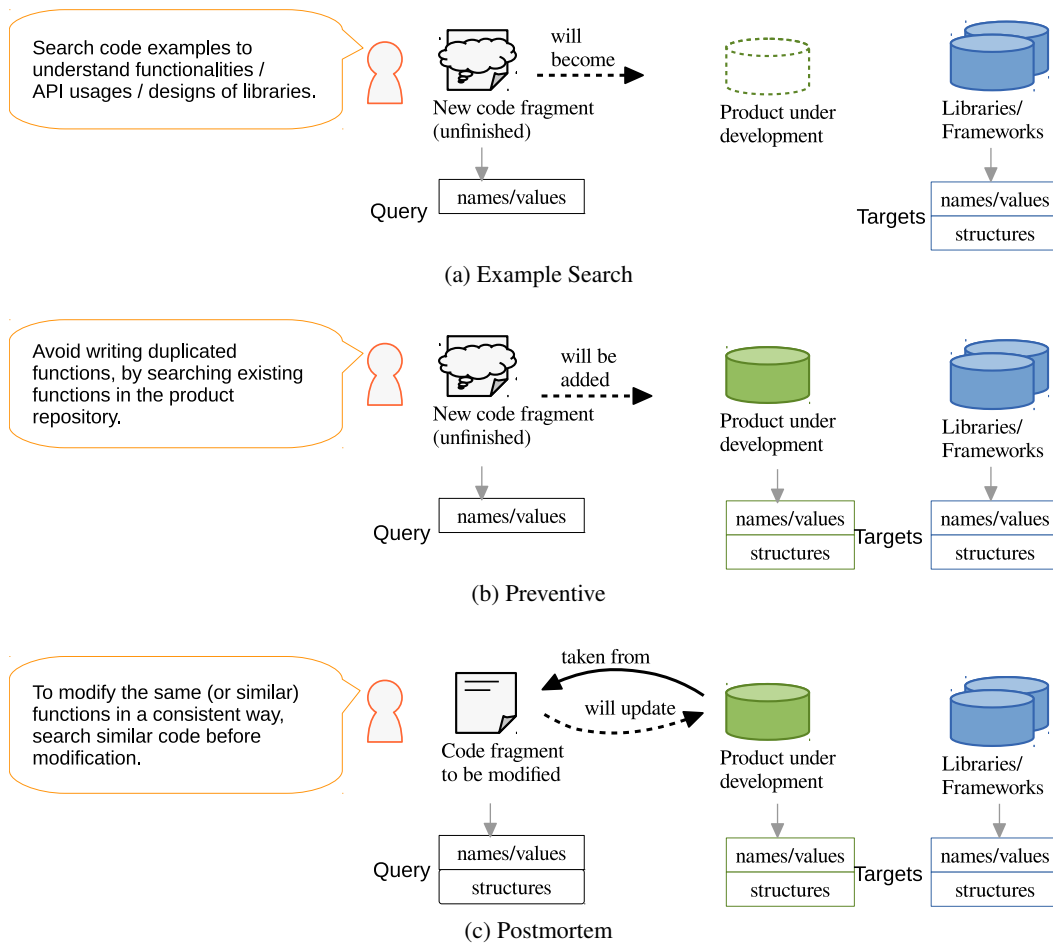 Search code examples to
understand functionalities /
API usages / designs of libraries.
will
become
New code fragment
(unfinished)
Product under
development
Libraries/
Frameworks
Query
names/values
Targets
names/values
structures
(a) Example Search
Avoid writing duplicated
functions, by searching existing
functions in the product
repository.
will be
added
New code fragment
(unfinished)
Product under
development
Libraries/
Frameworks
Query
names/values
names/values
structures
Targets
names/values
structures
(b) Preventive
To modify the same (or similar)
functions in a consistent way,
search similar code before
modification.
taken from
will update
Code fragment
to be modified
Product under
development
Libraries/
Frameworks
Query
names/values
structures
names/values
structures
Targets
names/values
structures
(c) Postmortem